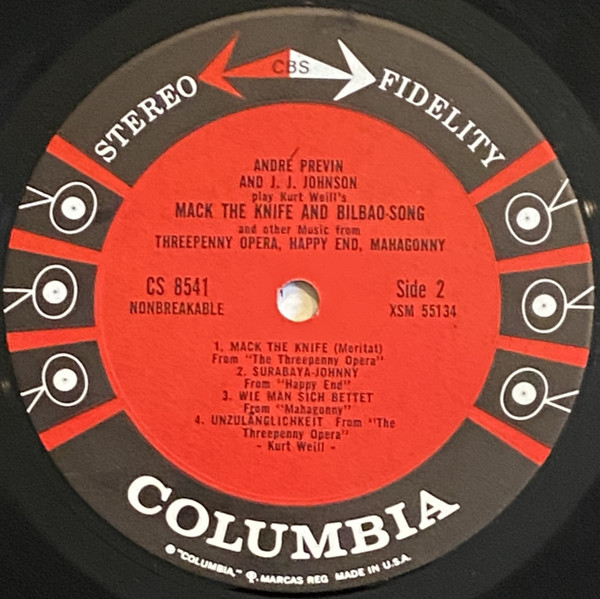 STEREO CBS FIDELITY
ANDRÉ PREVIN
AND J. J. JOHNSON
play Kurt Weill's
MACK THE KNIFE AND BILBAO-SONG
and other Music from
THREEPENNY OPERA, HAPPY END, MAHAGONNY
CS 8541
NONBREAKABLE
Side 2
XSM 55134
1. MACK THE KNIFE (Moritat)
From "The Threepenny Opera"
2. SURABAYA-JOHNNY
From "Happy End"
3. WIE MAN SICH BETTET
From "Mahagonny"
4. UNZULÄNGLICHKEIT From "The
Threepenny Opera"
- Kurt Weill -
COLUMBIA
® "COLUMBIA," ⓟ, MARCAS REG MADE IN U.S.A.